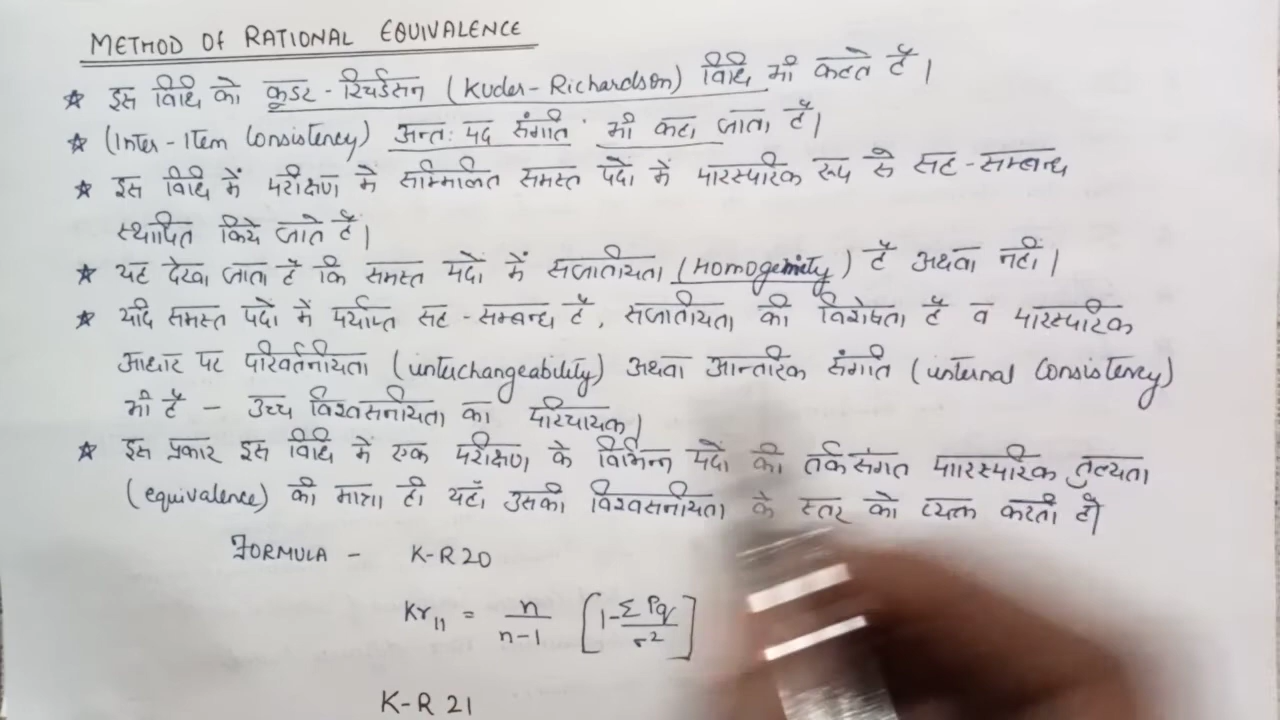 METHOD OF RATIONAL EQUIVALENCE
☆ इस विधि को कूडर - रिचर्डसन (Kuder-Richardson) विधि भी कहते हैं।
☆ (Inter-Item Consistency) अन्तः पद संगति भी कहा जाता है।
☆ इस विधि में परीक्षण में सम्मिलित समस्त पदों में पारस्परिक रूप से सह-सम्बन्ध
स्थापित किये जाते हैं।
☆ यह देखा जाता है कि समस्त पदों में सजातीयता (Homogenity) है अथवा नहीं।
☆ यदि समस्त पदों में पर्याप्त सह-सम्बन्ध है, सजातीयता की विशेषता है व पारस्परिक
आधार पर परिवर्तनीयता (interchangeability) अथवा आन्तरिक संगति (internal consistency)
भी है - उच्च विश्वसनीयता का परिचायक।
☆ इस प्रकार इस विधि में एक परीक्षण के विभिन्न पदों की तर्कसंगत पारस्परिक तुल्यता
(equivalence) की मात्रा ही यहाँ उसकी विश्वसनीयता के स्तर को व्यक्त करती है।
FORMULA - K-R 20
Kr₁₁ = n/(n-1) [1 - Σpq/σ²]
K-R 21